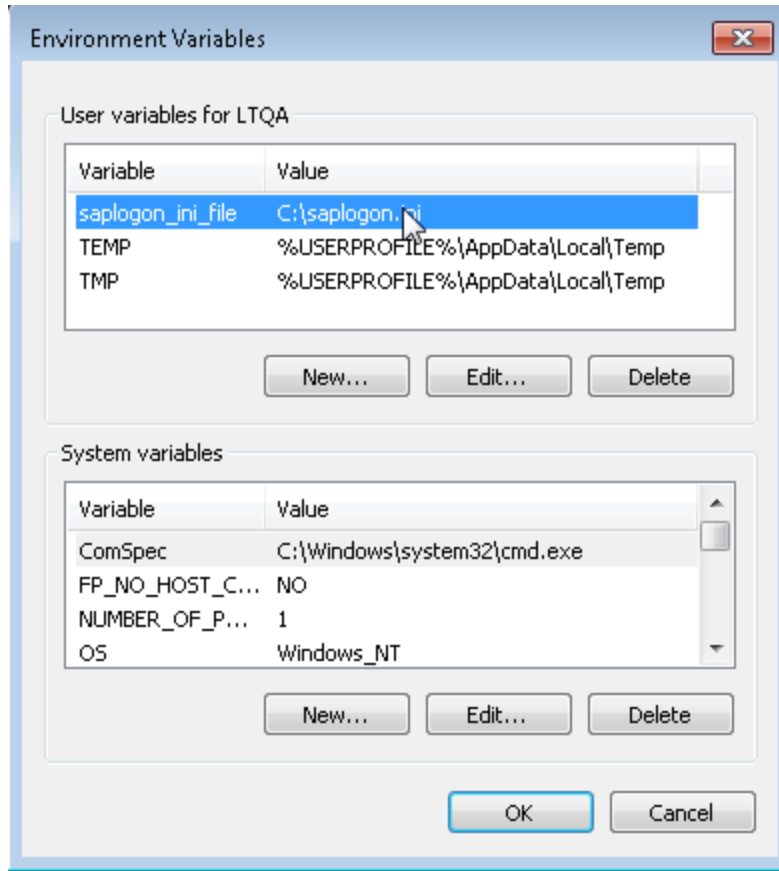 Environment Variables
User variables for LTQA
Variable Value
saplogon_ini_file C:\saplogon.ini
TEMP %USERPROFILE%\AppData\Local\Temp
TMP %USERPROFILE%\AppData\Local\Temp
New... Edit... Delete
System variables
Variable Value
ComSpec C:\Windows\system32\cmd.exe
FP_NO_HOST_C... NO
NUMBER_OF_P... 1
OS Windows_NT
New... Edit... Delete
OK Cancel